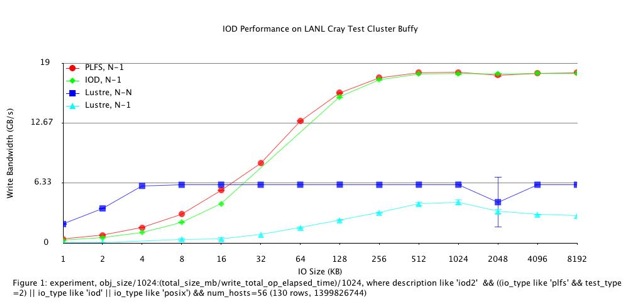 IOD Performance on LANL Cray Test Cluster Buffy
PLFS, N-1
IOD, N-1
Lustre, N-N
Lustre, N-1
Write Bandwidth (GB/s)
19
12.67
6.33
0
1 2 4 8 16 32 64 128 256 512 1024 2048 4096 8192
IO Size (KB)
Figure 1: experiment, obj_size/1024:(total_size_mb/write_total_op_elapsed_time)/1024, where description like 'iod2'  && ((io_type like 'plfs' && test_type
=2) || io_type like 'iod' || io_type like 'posix') && num_hosts=56 (130 rows, 1399826744)